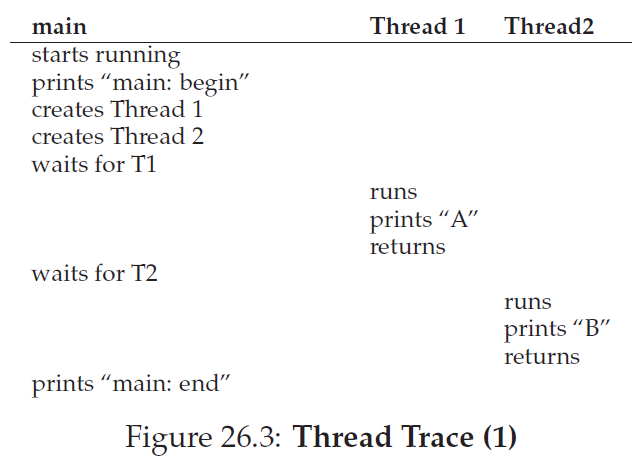 main Thread 1 Thread2
starts running
prints “main: begin”
creates Thread 1
creates Thread 2
waits for T1
runs
prints “A”
returns
waits for T2
runs
prints “B”
returns
prints “main: end”
Figure 26.3: Thread Trace (1)